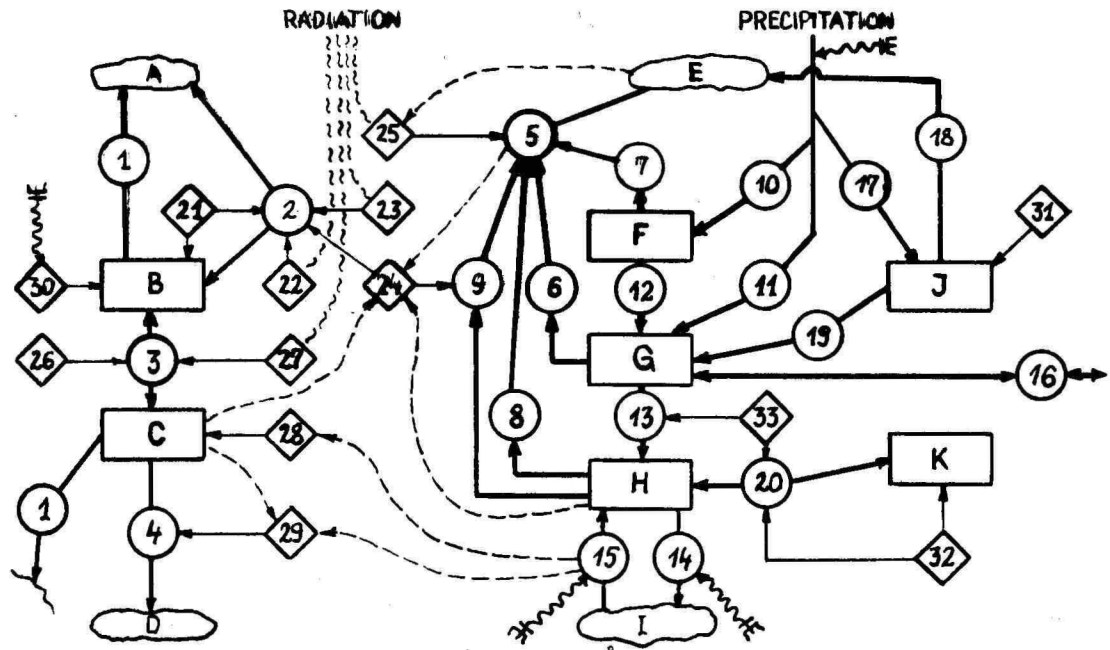 RADIATION PRECIPITATION
E
A E
25 5 18
1 7 10 17
21 2 23 31
F
30 B 22 24 9 6 12 11 J
26 3 27 G 19
16
C 28 8 13 33
H 20 K
1 4 29 15 14 32
D I